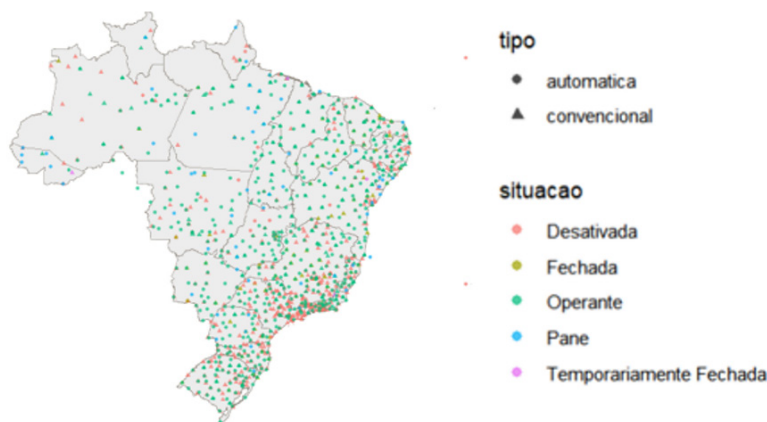 tipo
automatica
convencional
situacao
Desativada
Fechada
Operante
Pane
Temporariamente Fechada